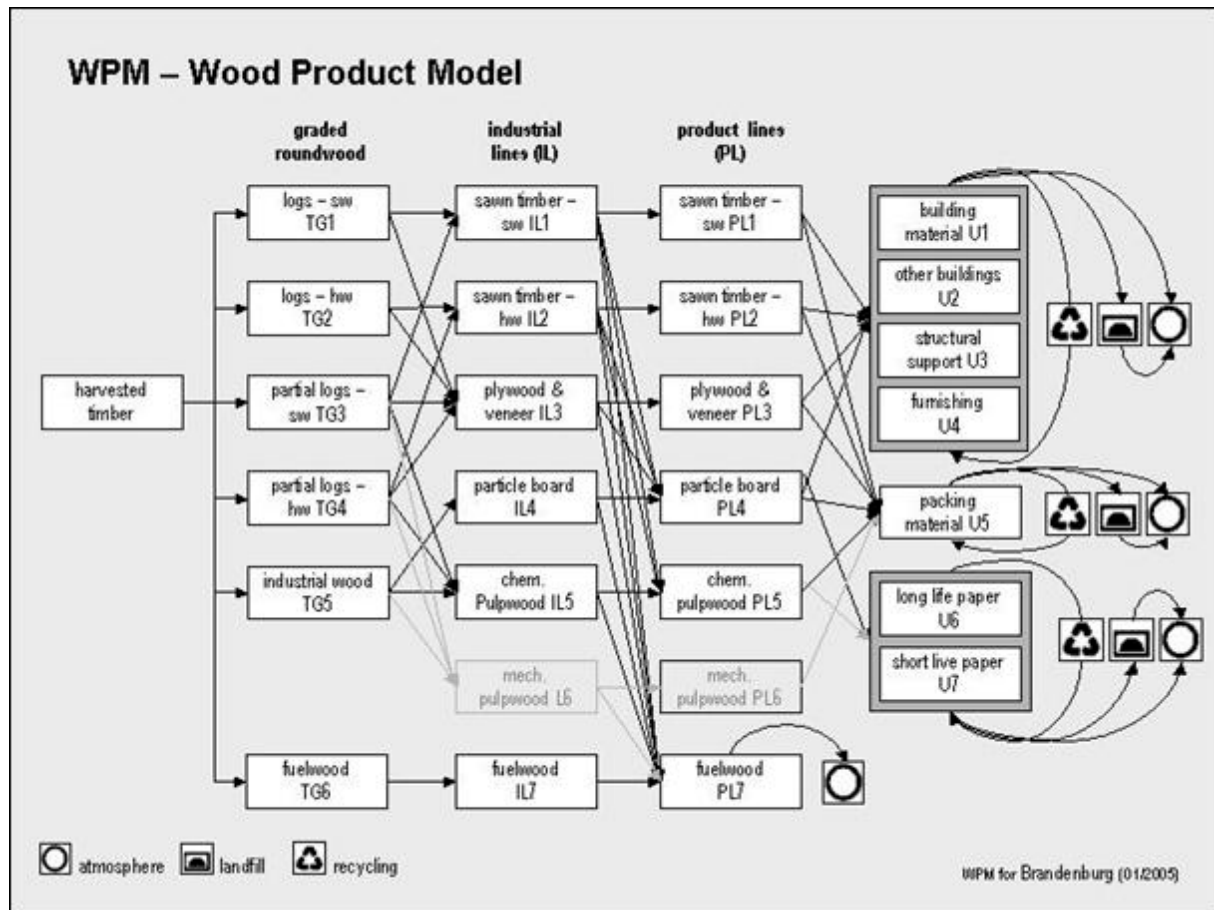 WPM – Wood Product Model
graded
roundwood
industrial
lines (IL)
product lines
(PL)
logs – sw
TG1
sawn timber –
sw IL1
sawn timber –
sw PL1
building
material U1
other buildings
U2
structural
support U3
furnishing
U4
logs – hw
TG2
sawn timber –
hw IL2
sawn timber –
hw PL2
harvested
timber
partial logs –
sw TG3
plywood &
veneer IL3
plywood &
veneer PL3
partial logs –
hw TG4
particle board
IL4
particle board
PL4
packing
material U5
industrial wood
TG5
chem.
Pulpwood IL5
chem.
pulpwood PL5
long life paper
U6
short live paper
U7
mech.
pulpwood L6
mech.
pulpwood PL6
fuelwood
TG6
fuelwood
IL7
fuelwood
PL7
atmosphere
landfill
recycling
WPM for Brandenburg (01/2005)